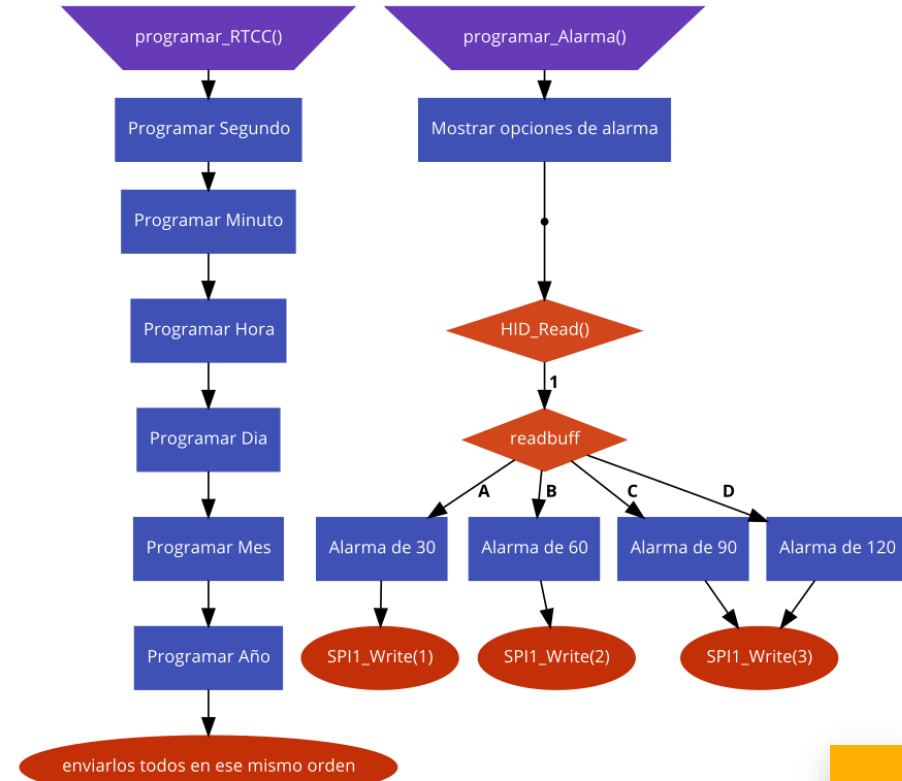 programar_RTCC()
Programar Segundo
Programar Minuto
Programar Hora
Programar Dia
Programar Mes
Programar Año
enviarlos todos en ese mismo orden
programar_Alarma()
Mostrar opciones de alarma
HID_Read()
1
readbuff
A
B
C
D
Alarma de 30
Alarma de 60
Alarma de 90
Alarma de 120
SPI1_Write(1)
SPI1_Write(2)
SPI1_Write(3)